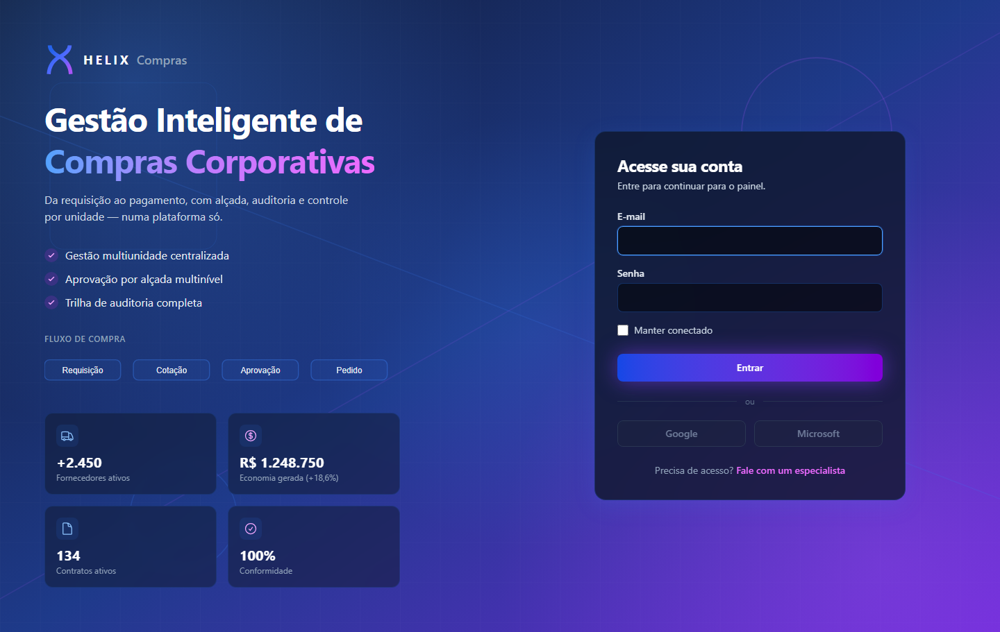 HELIX Compras
Gestão Inteligente de
Compras Corporativas
Da requisição ao pagamento, com alçada, auditoria e controle
por unidade — numa plataforma só.
Gestão multiunidade centralizada
Aprovação por alçada multinível
Trilha de auditoria completa
FLUXO DE COMPRA
Requisição
Cotação
Aprovação
Pedido
+2.450
Fornecedores ativos
R$ 1.248.750
Economia gerada (+18,6%)
134
Contratos ativos
100%
Conformidade
Acesse sua conta
Entre para continuar para o painel.
E-mail
Senha
Manter conectado
Entrar
ou
Google
Microsoft
Precisa de acesso? Fale com um especialista